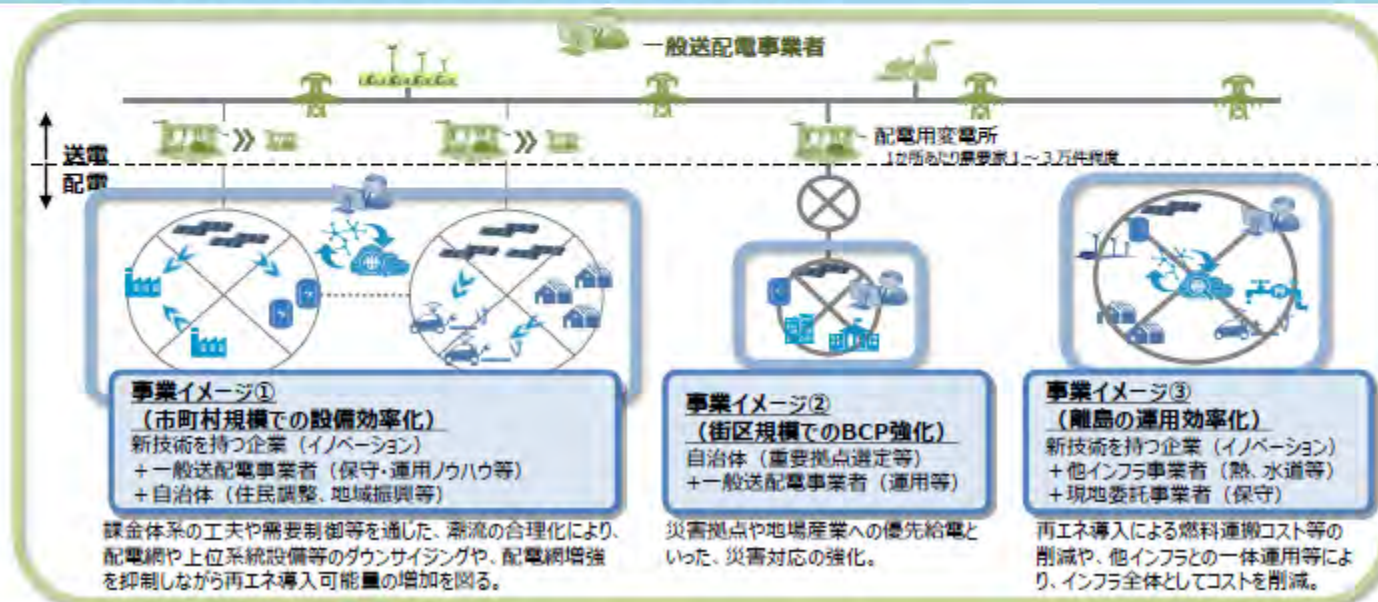 一般送配電事業者
送電
配電
配電用変電所
1か所あたり需要家1~3万件程度
事業イメージ①
(市町村規模での設備効率化)
新技術を持つ企業(イノベーション)
+一般送配電事業者(保守・運用ノウハウ等)
+自治体(住民調整、地域振興等)
課金体系の工夫や需要制御等を通じた、潮流の合理化により、
配電網や上位系統設備等のダウンサイジングや、配電網増強
を抑制しながら再エネ導入可能量の増加を図る。
事業イメージ②
(街区規模でのBCP強化)
自治体(重要拠点選定等)
+一般送配電事業者(運用等)
災害拠点や地場産業への優先給電と
いった、災害対応の強化。
事業イメージ③
(離島の運用効率化)
新技術を持つ企業(イノベーション)
+他インフラ事業者(熱、水道等)
+現地委託事業者(保守)
再エネ導入による燃料運搬コスト等の
削減や、他インフラとの一体運用等によ
り、インフラ全体としてコストを削減。